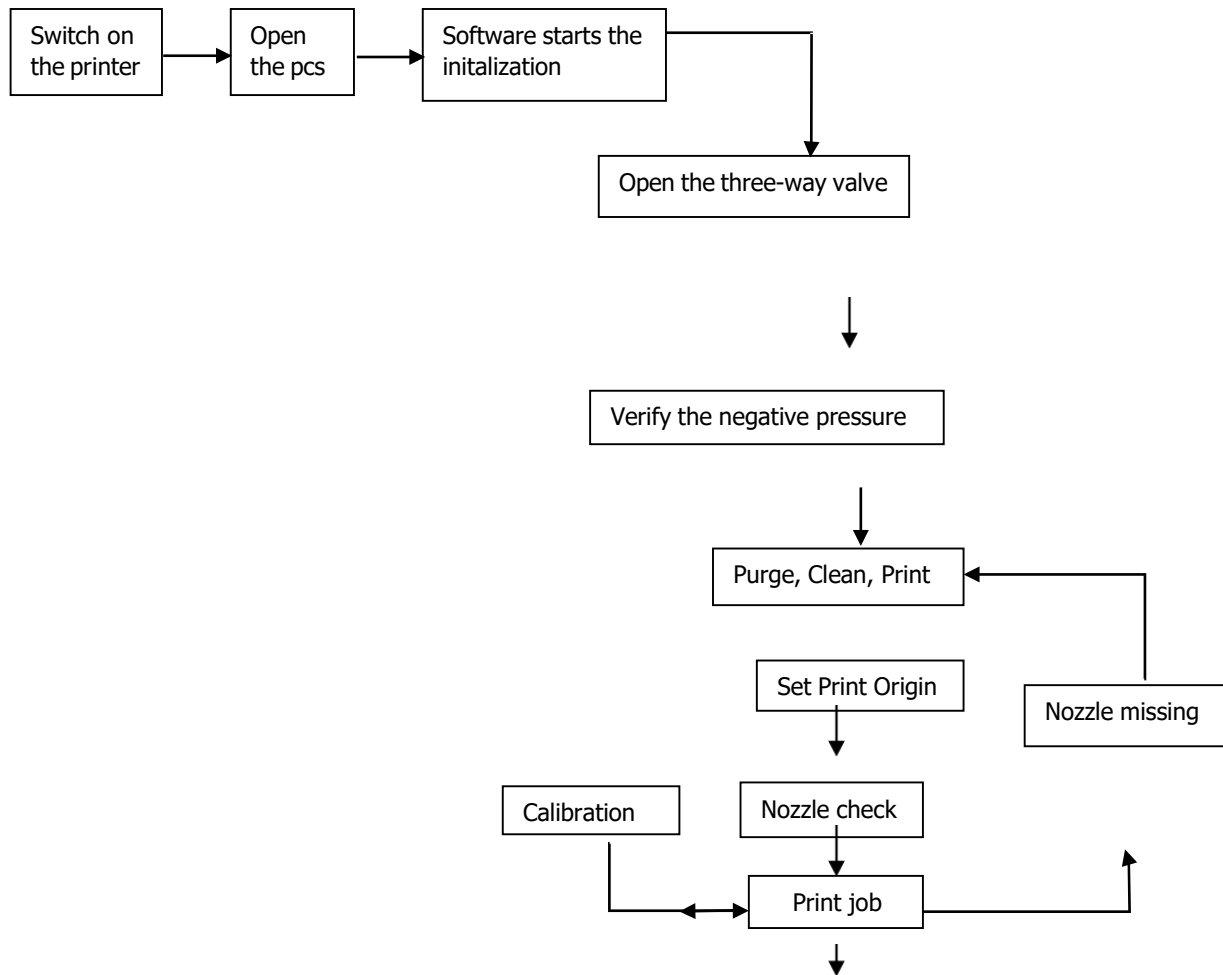 Switch on
the printer
Open
the pcs
Software starts the
initalization
Open the three-way valve
Verify the negative pressure
Purge, Clean, Print
Set Print Origin
Nozzle missing
Calibration
Nozzle check
Print job